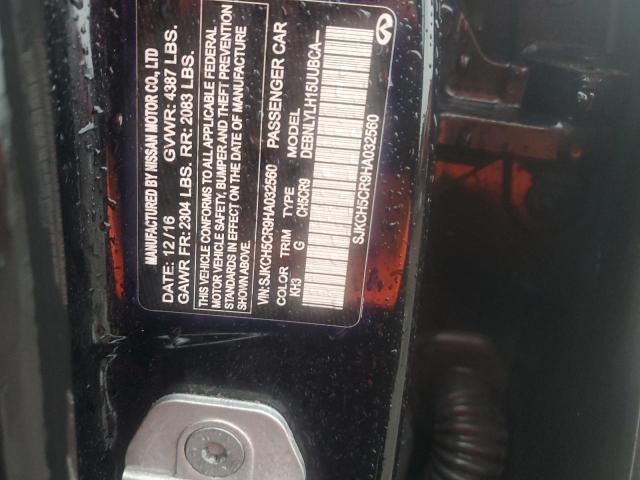 MANUFACTURED BY NISSAN MOTOR CO., LTD
DATE: 12/16 GVWR: 4387 LBS.
GAWR FR: 2304 LBS. RR: 2083 LBS.
THIS VEHICLE CONFORMS TO ALL APPLICABLE FEDERAL
MOTOR VEHICLE SAFETY, BUMPER AND THEFT PREVENTION
STANDARDS IN EFFECT ON THE DATE OF MANUFACTURE
SHOWN ABOVE.
VIN: SJKCH5CR9HA032560 PASSENGER CAR
COLOR TRIM TYPE MODEL
KH3 G CH5CR9 DEBNLYLH15UUBCA—
SJKCH5CR9HA032560